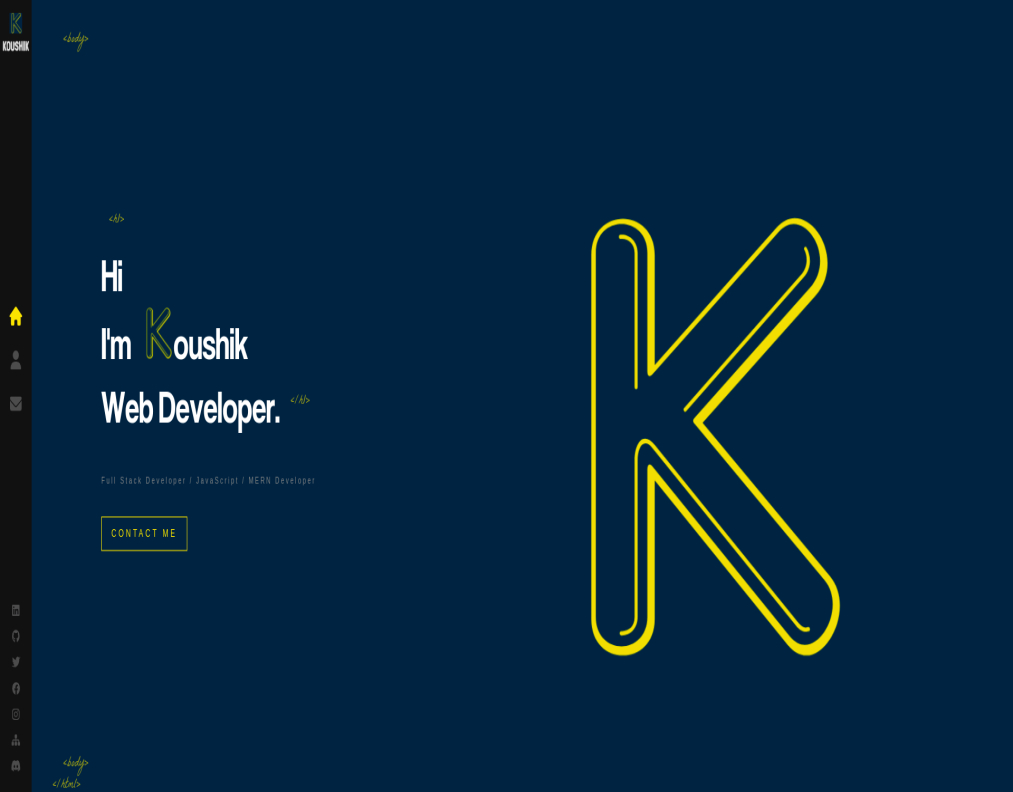 K
KOUSHIK
<body>
<h1>
Hi
I'm Koushik
Web Developer.
</h1>
Full Stack Developer / JavaScript / MERN Developer
CONTACT ME
K
<body>
</html>